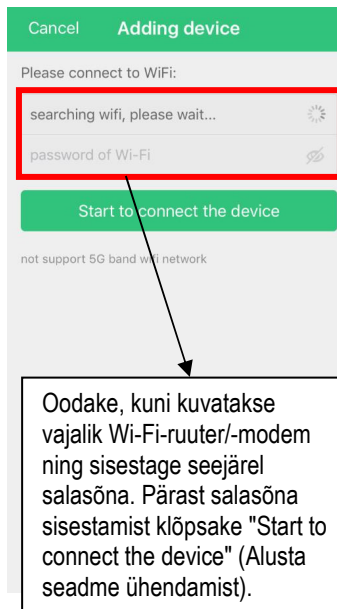 Cancel Adding device
Please connect to WiFi:
searching wifi, please wait...
password of Wi-Fi
Start to connect the device
not support 5G band wifi network
Oodake, kuni kuvatakse
vajalik Wi-Fi-ruuter/-modem
ning sisestage seejärel
salasõna. Pärast salasõna
sisestamist klõpsake "Start to
connect the device" (Alusta
seadme ühendamist).